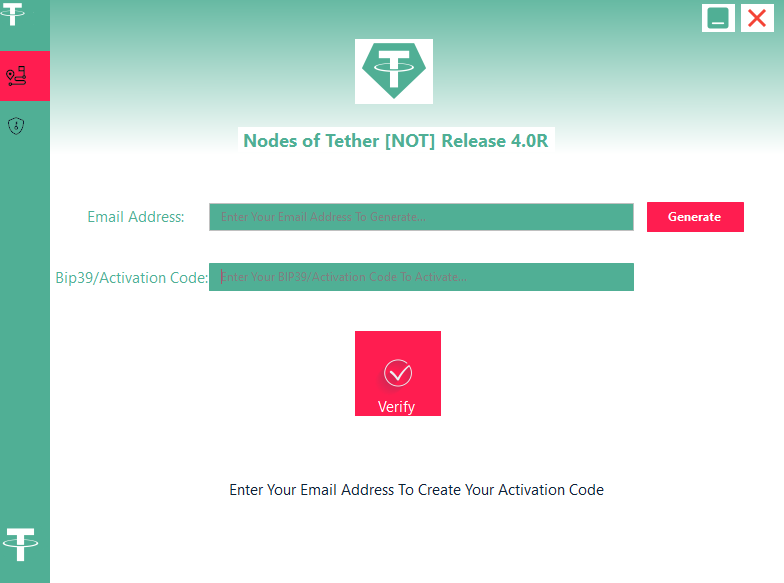 Nodes of Tether [NOT] Release 4.0R
Email Address:
Enter Your Email Address To Generate...
Generate
Bip39/Activation Code:
Enter Your BIP39/Activation Code To Activate...
Verify
Enter Your Email Address To Create Your Activation Code